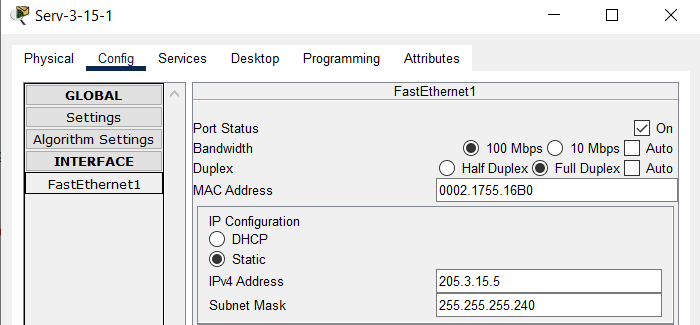 Serv-3-15-1
Physical Config Services Desktop Programming Attributes
GLOBAL
Settings
Algorithm Settings
INTERFACE
FastEthernet1
FastEthernet1
Port Status On
Bandwidth 100 Mbps 10 Mbps Auto
Duplex Half Duplex Full Duplex Auto
MAC Address 0002.1755.16B0
IP Configuration
DHCP
Static
IPv4 Address 205.3.15.5
Subnet Mask 255.255.255.240